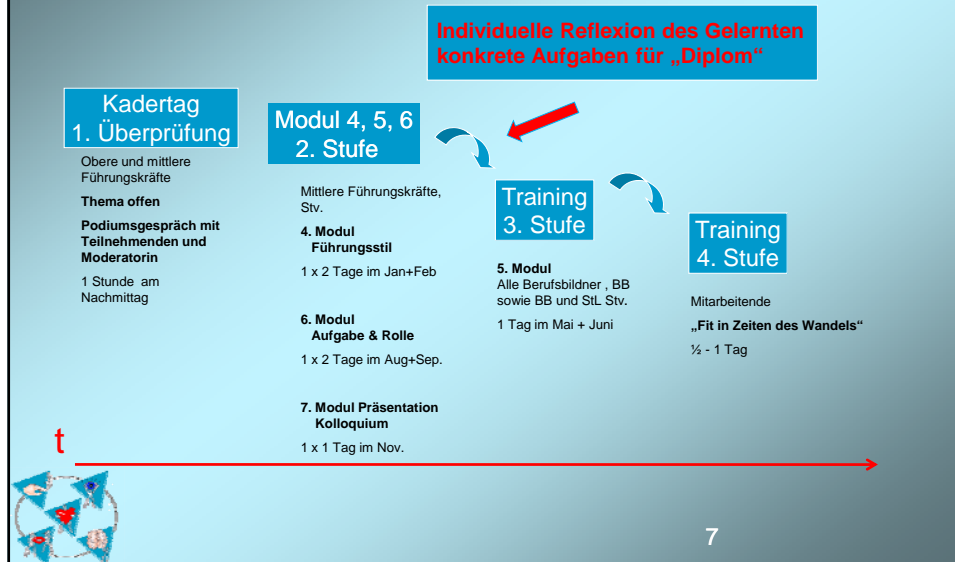 Individuelle Reflexion des Gelernten
konkrete Aufgaben für „Diplom“
Kadertag
1. Überprüfung
Obere und mittlere
Führungskräfte
Thema offen
Podiumsgespräch mit
Teilnehmenden und
Moderatorin
1 Stunde am
Nachmittag
Modul 4, 5, 6
2. Stufe
Mittlere Führungskräfte,
Stv.
4. Modul
Führungsstil
1 x 2 Tage im Jan+Feb
6. Modul
Aufgabe & Rolle
1 x 2 Tage im Aug+Sep.
7. Modul Präsentation
Kolloquium
1 x 1 Tag im Nov.
Training
3. Stufe
5. Modul
Alle Berufsbildner , BB
sowie BB und StL Stv.
1 Tag im Mai + Juni
Training
4. Stufe
Mitarbeitende
„Fit in Zeiten des Wandels“
½ - 1 Tag
t
7